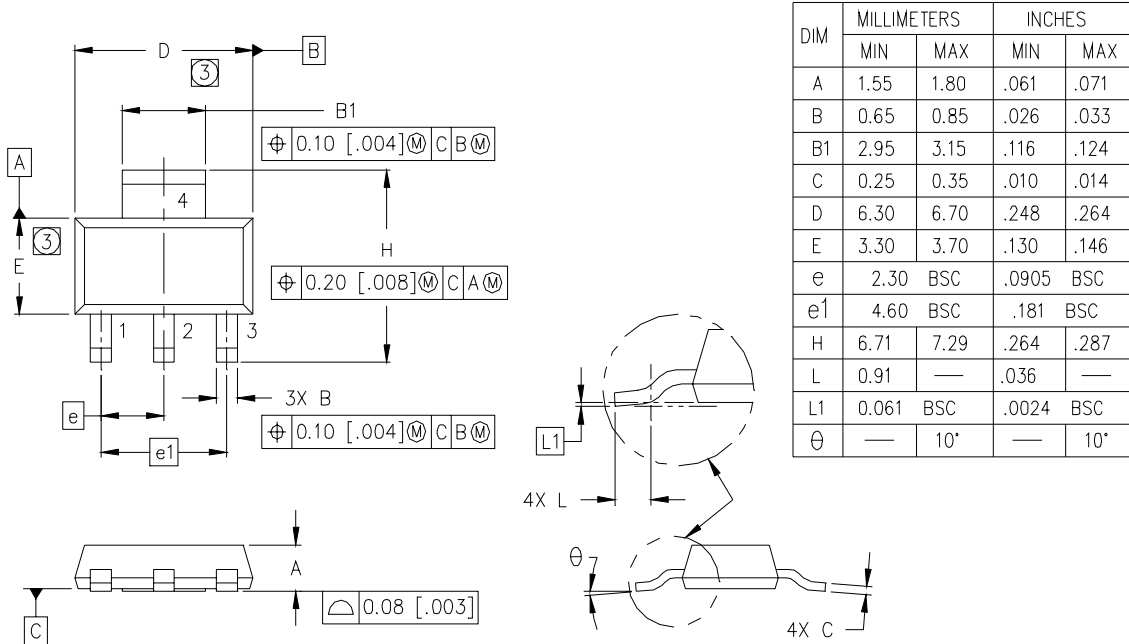 D
B
3
B1
⌖ 0.10 [.004]Ⓜ C BⓂ
A
4
3
E
H
⌖ 0.20 [.008]Ⓜ C AⓂ
1 2 3
e
3X B
⌖ 0.10 [.004]Ⓜ C BⓂ
e1
L1
4X L
A
θ
⌓ 0.08 [.003]
C
4X C
DIM MILLIMETERS INCHES
MIN MAX MIN MAX
A 1.55 1.80 .061 .071
B 0.65 0.85 .026 .033
B1 2.95 3.15 .116 .124
C 0.25 0.35 .010 .014
D 6.30 6.70 .248 .264
E 3.30 3.70 .130 .146
e 2.30 BSC .0905 BSC
e1 4.60 BSC .181 BSC
H 6.71 7.29 .264 .287
L 0.91 — .036 —
L1 0.061 BSC .0024 BSC
θ — 10° — 10°